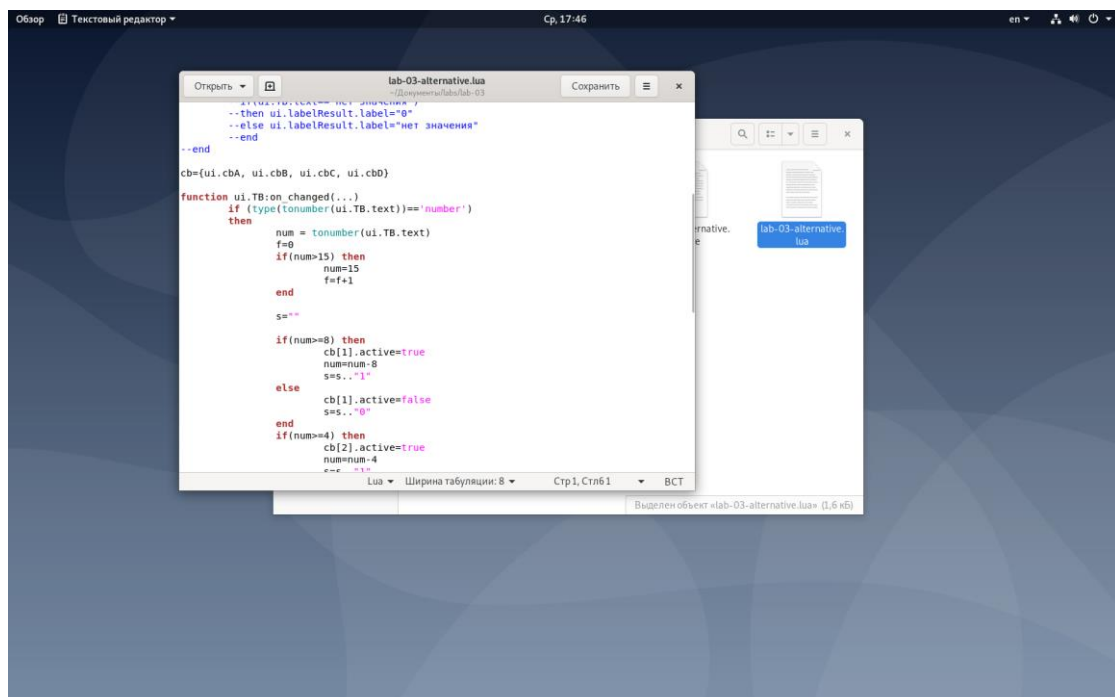 Обзор Текстовый редактор Ср, 17:46 en
Открыть lab-03-alternative.lua Сохранить
~/Документы/labs/lab-03
--then ui.labelResult.label="0"
--else ui.labelResult.label="нет значения"
--end
--end
cb={ui.cbA, ui.cbB, ui.cbC, ui.cbD}
function ui.TB:on_changed(...)
if (type(tonumber(ui.TB.text))=='number')
then
num = tonumber(ui.TB.text)
f=0
if(num>15) then
num=15
f=f+1
end
s=""
if(num>=8) then
cb[1].active=true
num=num-8
s=s.."1"
else
cb[1].active=false
s=s.."0"
end
if(num>=4) then
cb[2].active=true
num=num-4
s=s.."1"
Lua Ширина табуляции: 8 Стр 1, Стлб 1 ВСТ
ernative.
e
lab-03-alternative.
lua
Выделен объект «lab-03-alternative.lua» (1,6 кБ)